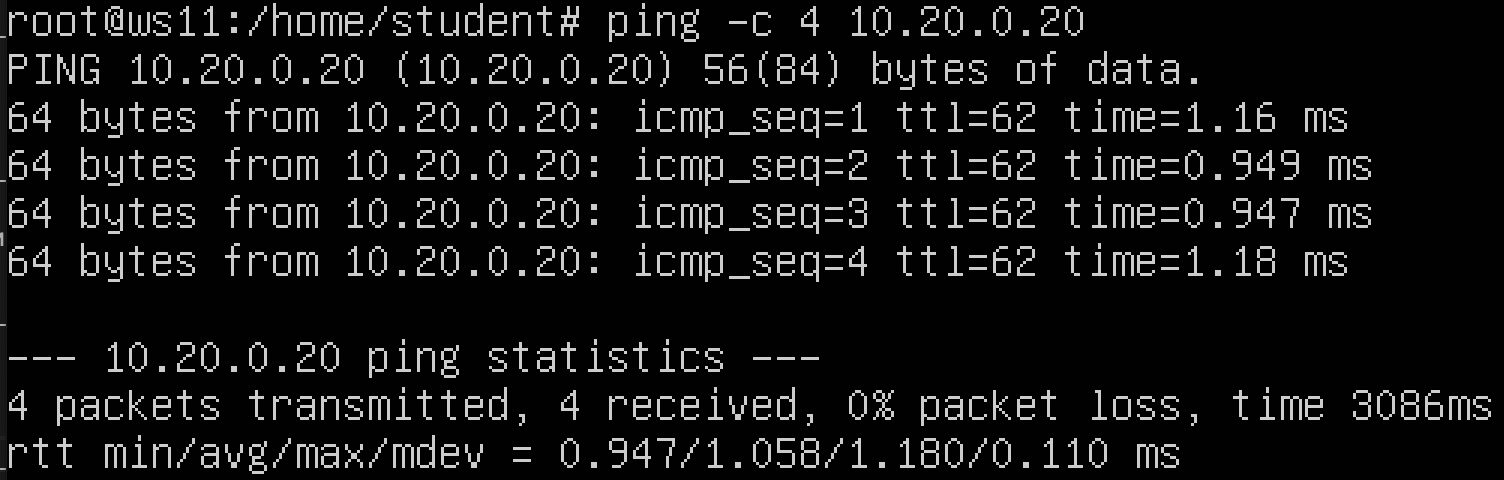 root@ws11:/home/student# ping -c 4 10.20.0.20
PING 10.20.0.20 (10.20.0.20) 56(84) bytes of data.
64 bytes from 10.20.0.20: icmp_seq=1 ttl=62 time=1.16 ms
64 bytes from 10.20.0.20: icmp_seq=2 ttl=62 time=0.949 ms
64 bytes from 10.20.0.20: icmp_seq=3 ttl=62 time=0.947 ms
64 bytes from 10.20.0.20: icmp_seq=4 ttl=62 time=1.18 ms
--- 10.20.0.20 ping statistics ---
4 packets transmitted, 4 received, 0% packet loss, time 3086ms
rtt min/avg/max/mdev = 0.947/1.058/1.180/0.110 ms